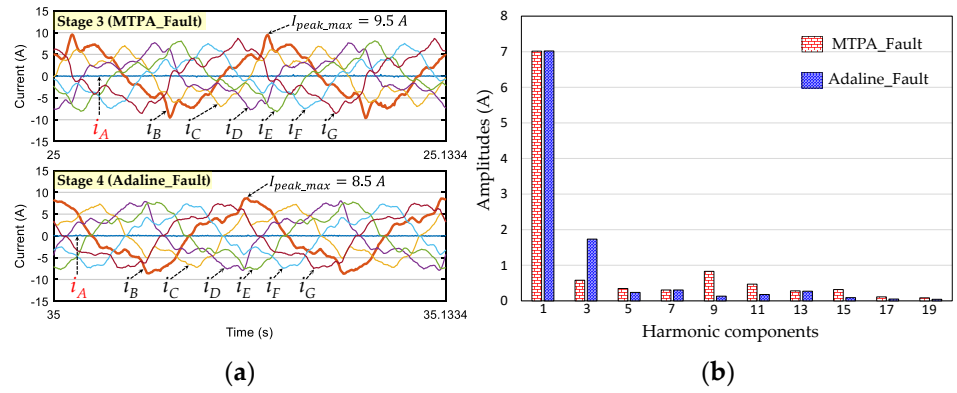 Stage 3 (MTPA_Fault)
I_peak_max = 9.5 A
Current (A)
15
10
5
0
-5
-10
-15
i_A
i_B
i_C
i_D
i_E
i_F
i_G
25
25.1334
Stage 4 (Adaline_Fault)
I_peak_max = 8.5 A
Current (A)
15
10
5
0
-5
-10
-15
i_A
i_B
i_C
i_D
i_E
i_F
i_G
35
35.1334
Time (s)
(a)
Amplitudes (A)
8
7
6
5
4
3
2
1
0
MTPA_Fault
Adaline_Fault
1 3 5 7 9 11 13 15 17 19
Harmonic components
(b)